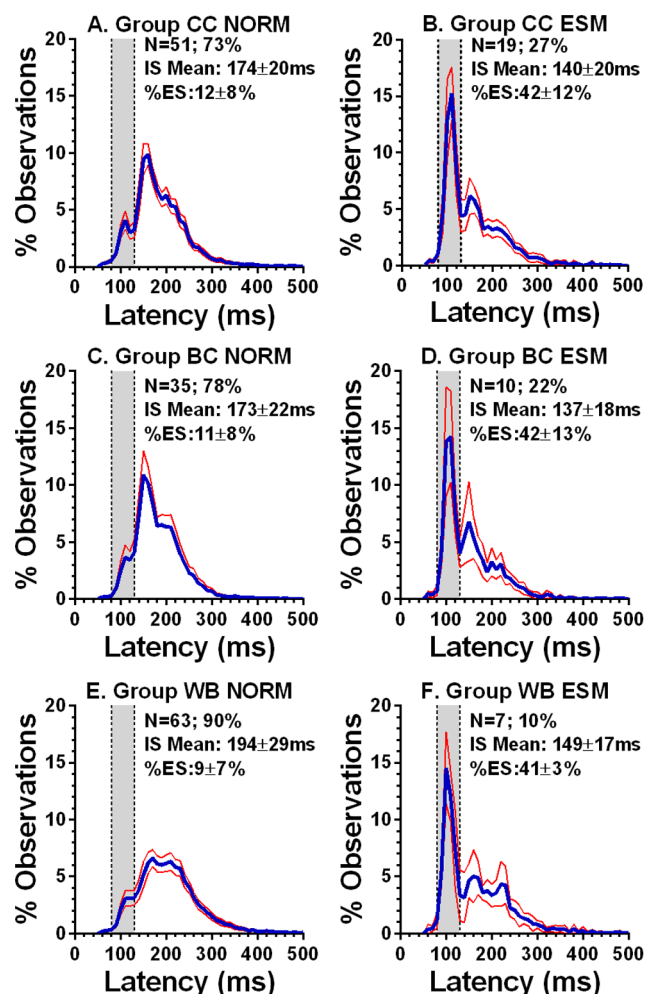 A. Group CC NORM
N=51; 73%
IS Mean: 174±20ms
%ES:12±8%
% Observations
20
15
10
5
0
0 100 200 300 400 500
Latency (ms)
B. Group CC ESM
N=19; 27%
IS Mean: 140±20ms
%ES:42±12%
% Observations
20
15
10
5
0
0 100 200 300 400 500
Latency (ms)
C. Group BC NORM
N=35; 78%
IS Mean: 173±22ms
%ES:11±8%
% Observations
20
15
10
5
0
0 100 200 300 400 500
Latency (ms)
D. Group BC ESM
N=10; 22%
IS Mean: 137±18ms
%ES:42±13%
% Observations
20
15
10
5
0
0 100 200 300 400 500
Latency (ms)
E. Group WB NORM
N=63; 90%
IS Mean: 194±29ms
%ES:9±7%
% Observations
20
15
10
5
0
0 100 200 300 400 500
Latency (ms)
F. Group WB ESM
N=7; 10%
IS Mean: 149±17ms
%ES:41±3%
% Observations
20
15
10
5
0
0 100 200 300 400 500
Latency (ms)